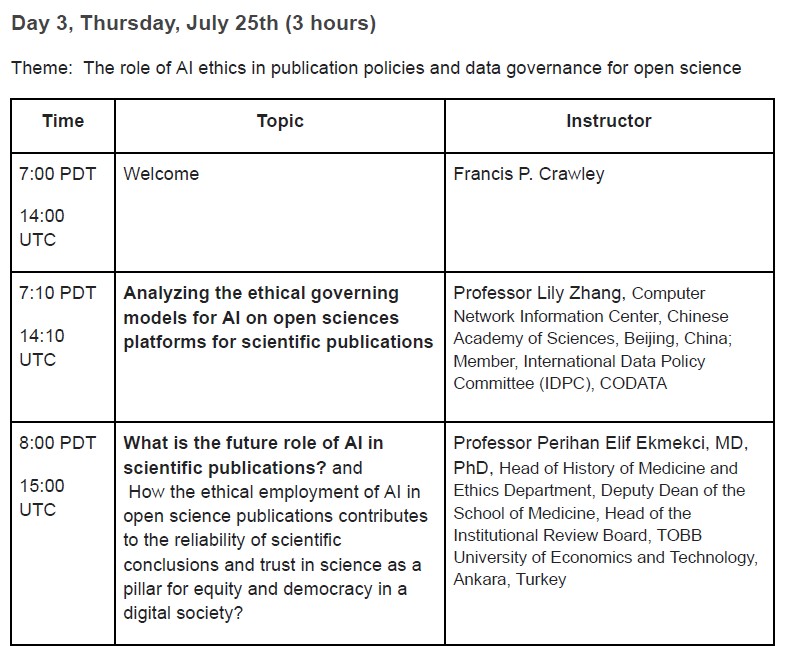 Day 3, Thursday, July 25th (3 hours)
Theme:  The role of AI ethics in publication policies and data governance for open science
Time
Topic
Instructor
7:00 PDT
14:00
UTC
Welcome
Francis P. Crawley
7:10 PDT
14:10
UTC
Analyzing the ethical governing
models for AI on open sciences
platforms for scientific publications
Professor Lily Zhang, Computer
Network Information Center, Chinese
Academy of Sciences, Beijing, China;
Member, International Data Policy
Committee (IDPC), CODATA
8:00 PDT
15:00
UTC
What is the future role of AI in
scientific publications? and
How the ethical employment of AI in
open science publications contributes
to the reliability of scientific
conclusions and trust in science as a
pillar for equity and democracy in a
digital society?
Professor Perihan Elif Ekmekci, MD,
PhD, Head of History of Medicine and
Ethics Department, Deputy Dean of the
School of Medicine, Head of the
Institutional Review Board, TOBB
University of Economics and Technology,
Ankara, Turkey